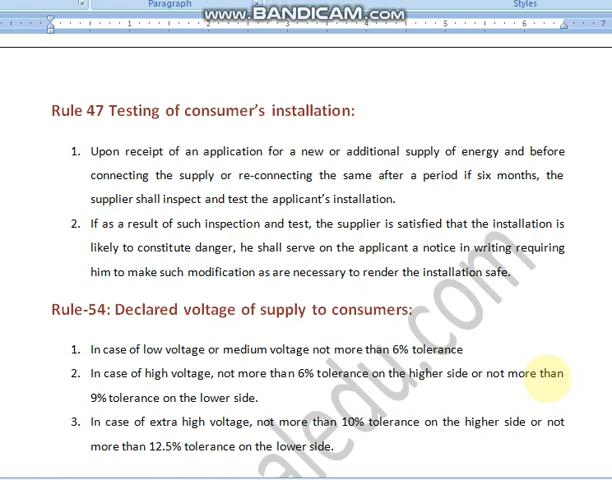 Paragraph
Styles
www.BANDICAM.com
1 2 3 4 5 6 7
Rule 47 Testing of consumer's installation:
1. Upon receipt of an application for a new or additional supply of energy and before
connecting the supply or re-connecting the same after a period if six months, the
supplier shall inspect and test the applicant's installation.
2. If as a result of such inspection and test, the supplier is satisfied that the installation is
likely to constitute danger, he shall serve on the applicant a notice in writing requiring
him to make such modification as are necessary to render the installation safe.
Rule-54: Declared voltage of supply to consumers:
1. In case of low voltage or medium voltage not more than 6% tolerance
2. In case of high voltage, not more than 6% tolerance on the higher side or not more than
9% tolerance on the lower side.
3. In case of extra high voltage, not more than 10% tolerance on the higher side or not
more than 12.5% tolerance on the lower side.